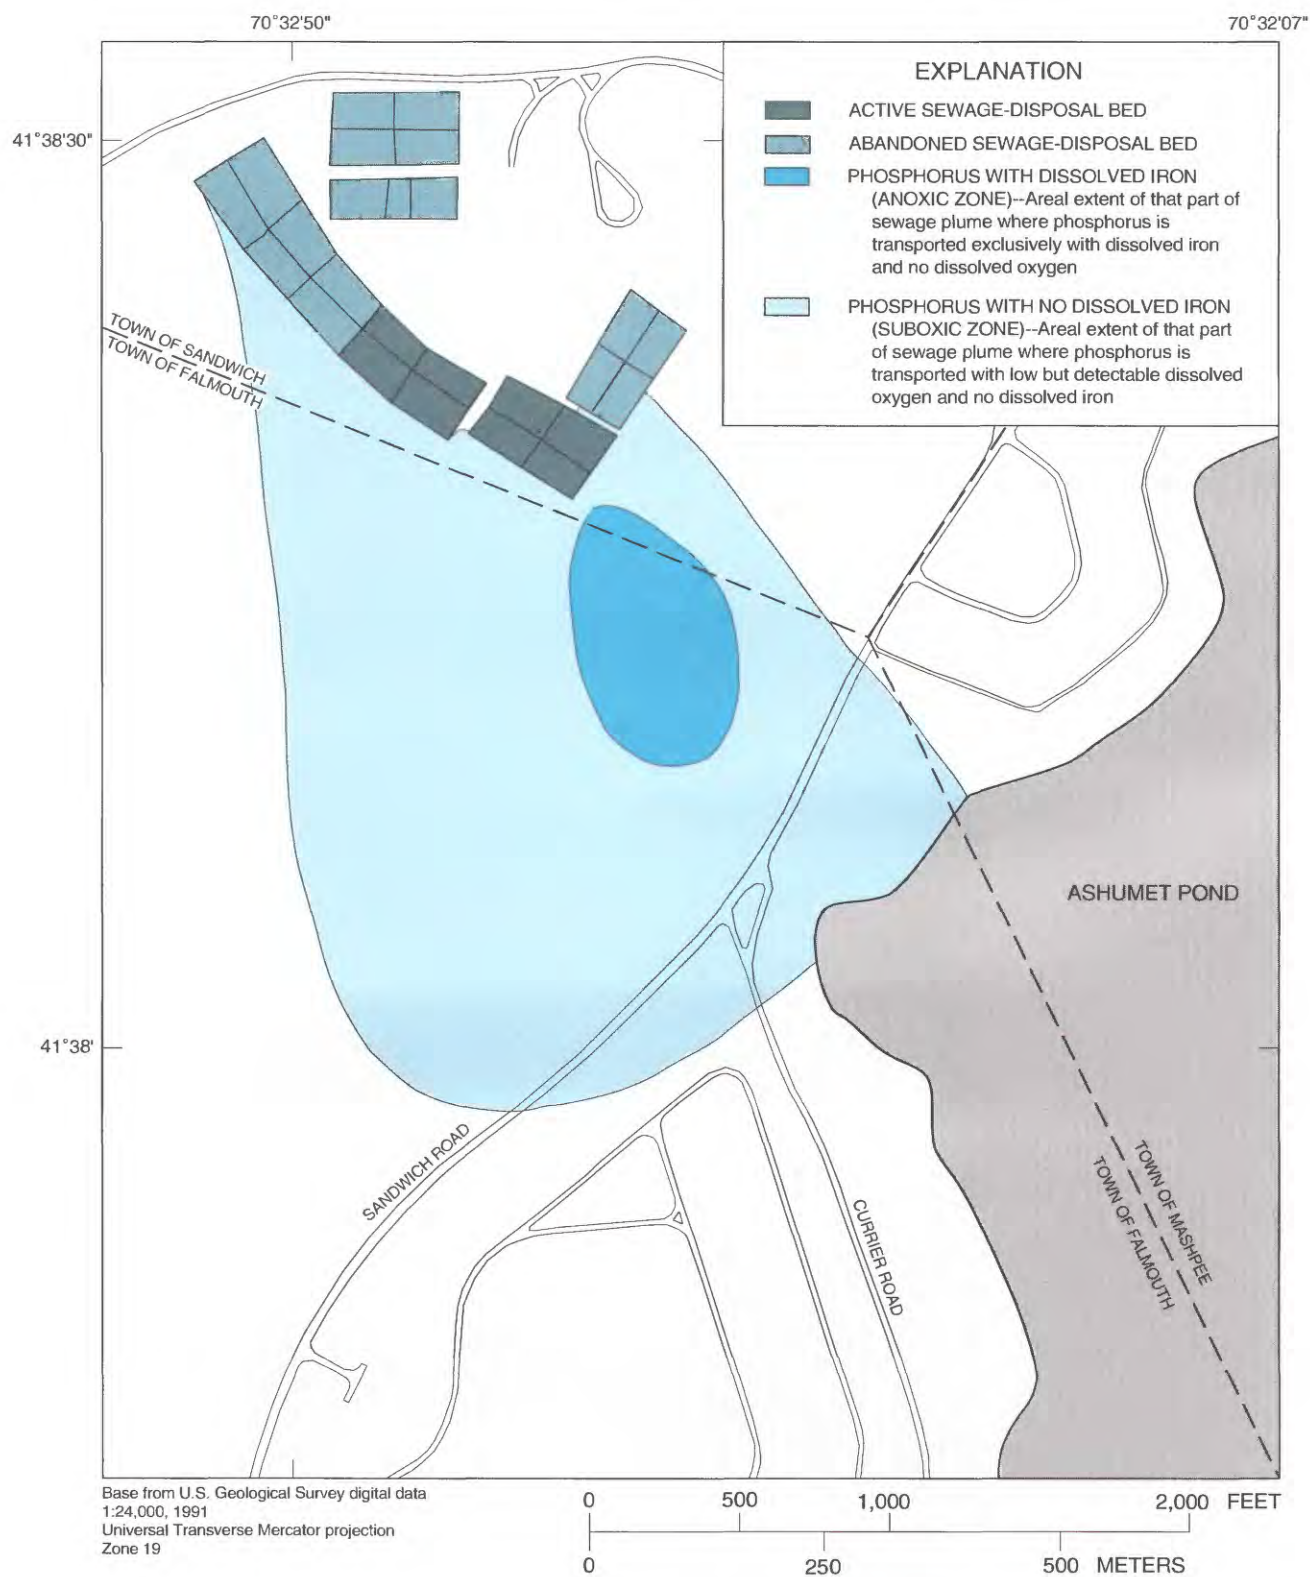 70°32'50"
70°32'07"
41°38'30"
41°38'
EXPLANATION
ACTIVE SEWAGE-DISPOSAL BED
ABANDONED SEWAGE-DISPOSAL BED
PHOSPHORUS WITH DISSOLVED IRON
(ANOXIC ZONE)--Areal extent of that part of
sewage plume where phosphorus is
transported exclusively with dissolved iron
and no dissolved oxygen
PHOSPHORUS WITH NO DISSOLVED IRON
(SUBOXIC ZONE)--Areal extent of that part
of sewage plume where phosphorus is
transported with low but detectable dissolved
oxygen and no dissolved iron
TOWN OF SANDWICH
TOWN OF FALMOUTH
ASHUMET POND
SANDWICH ROAD
CURRIER ROAD
TOWN OF MASHPEE
TOWN OF FALMOUTH
Base from U.S. Geological Survey digital data
1:24,000, 1991
Universal Transverse Mercator projection
Zone 19
0 500 1,000 2,000 FEET
0 250 500 METERS